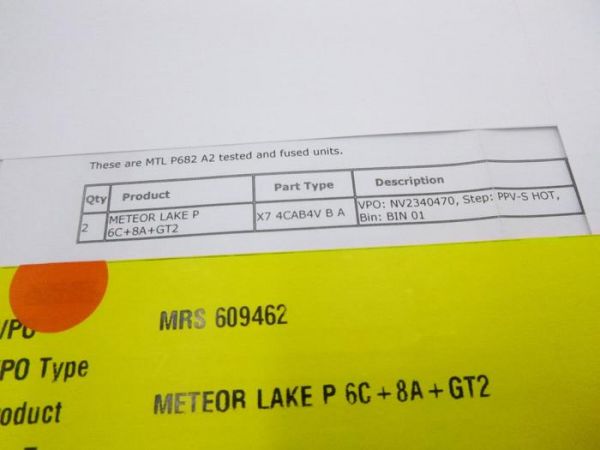 These are MTL P682 A2 tested and fused units.
Qty Product Part Type Description
2 METEOR LAKE P 6C+8A+GT2 X7 4CAB4V B A VPO: NV2340470, Step: PPV-S HOT, Bin: BIN 01
/PO MRS 609462
PO Type
roduct METEOR LAKE P 6C+8A+GT2